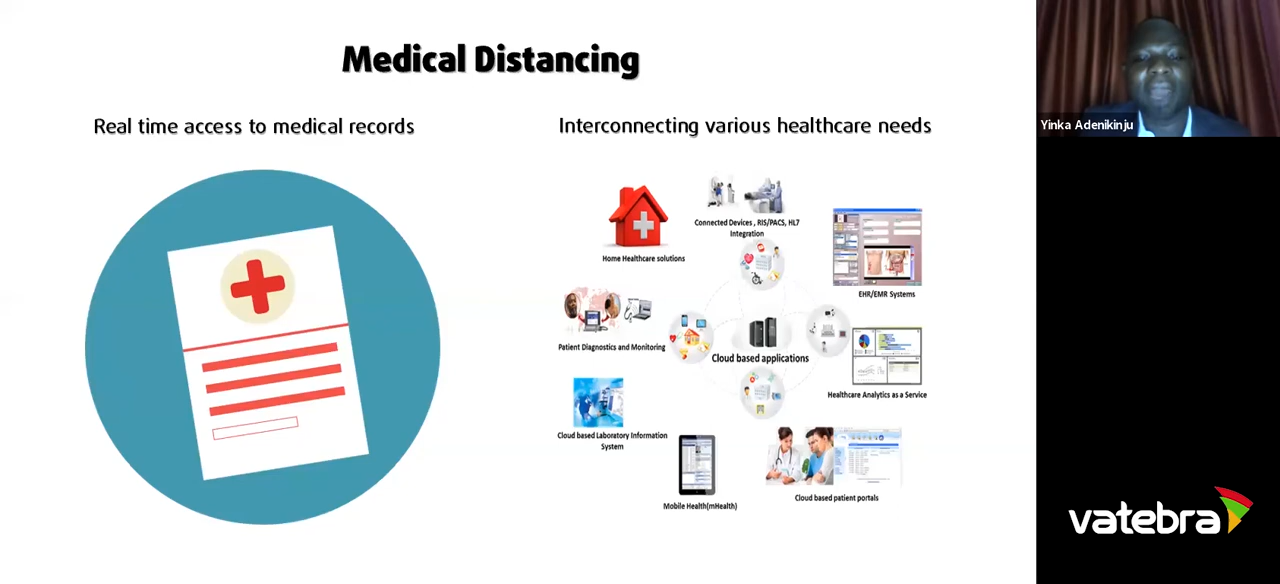 Medical Distancing
Real time access to medical records
Interconnecting various healthcare needs
Connected Devices , RIS/PACS, HL7
Integration
Home Healthcare solutions
EHR/EMR Systems
Patient Diagnostics and Monitoring
Cloud based applications
Healthcare Analytics as a Service
Cloud based Laboratory Information
System
Mobile Health(mHealth)
Cloud based patient portals
Yinka Adenikinju
vatebra